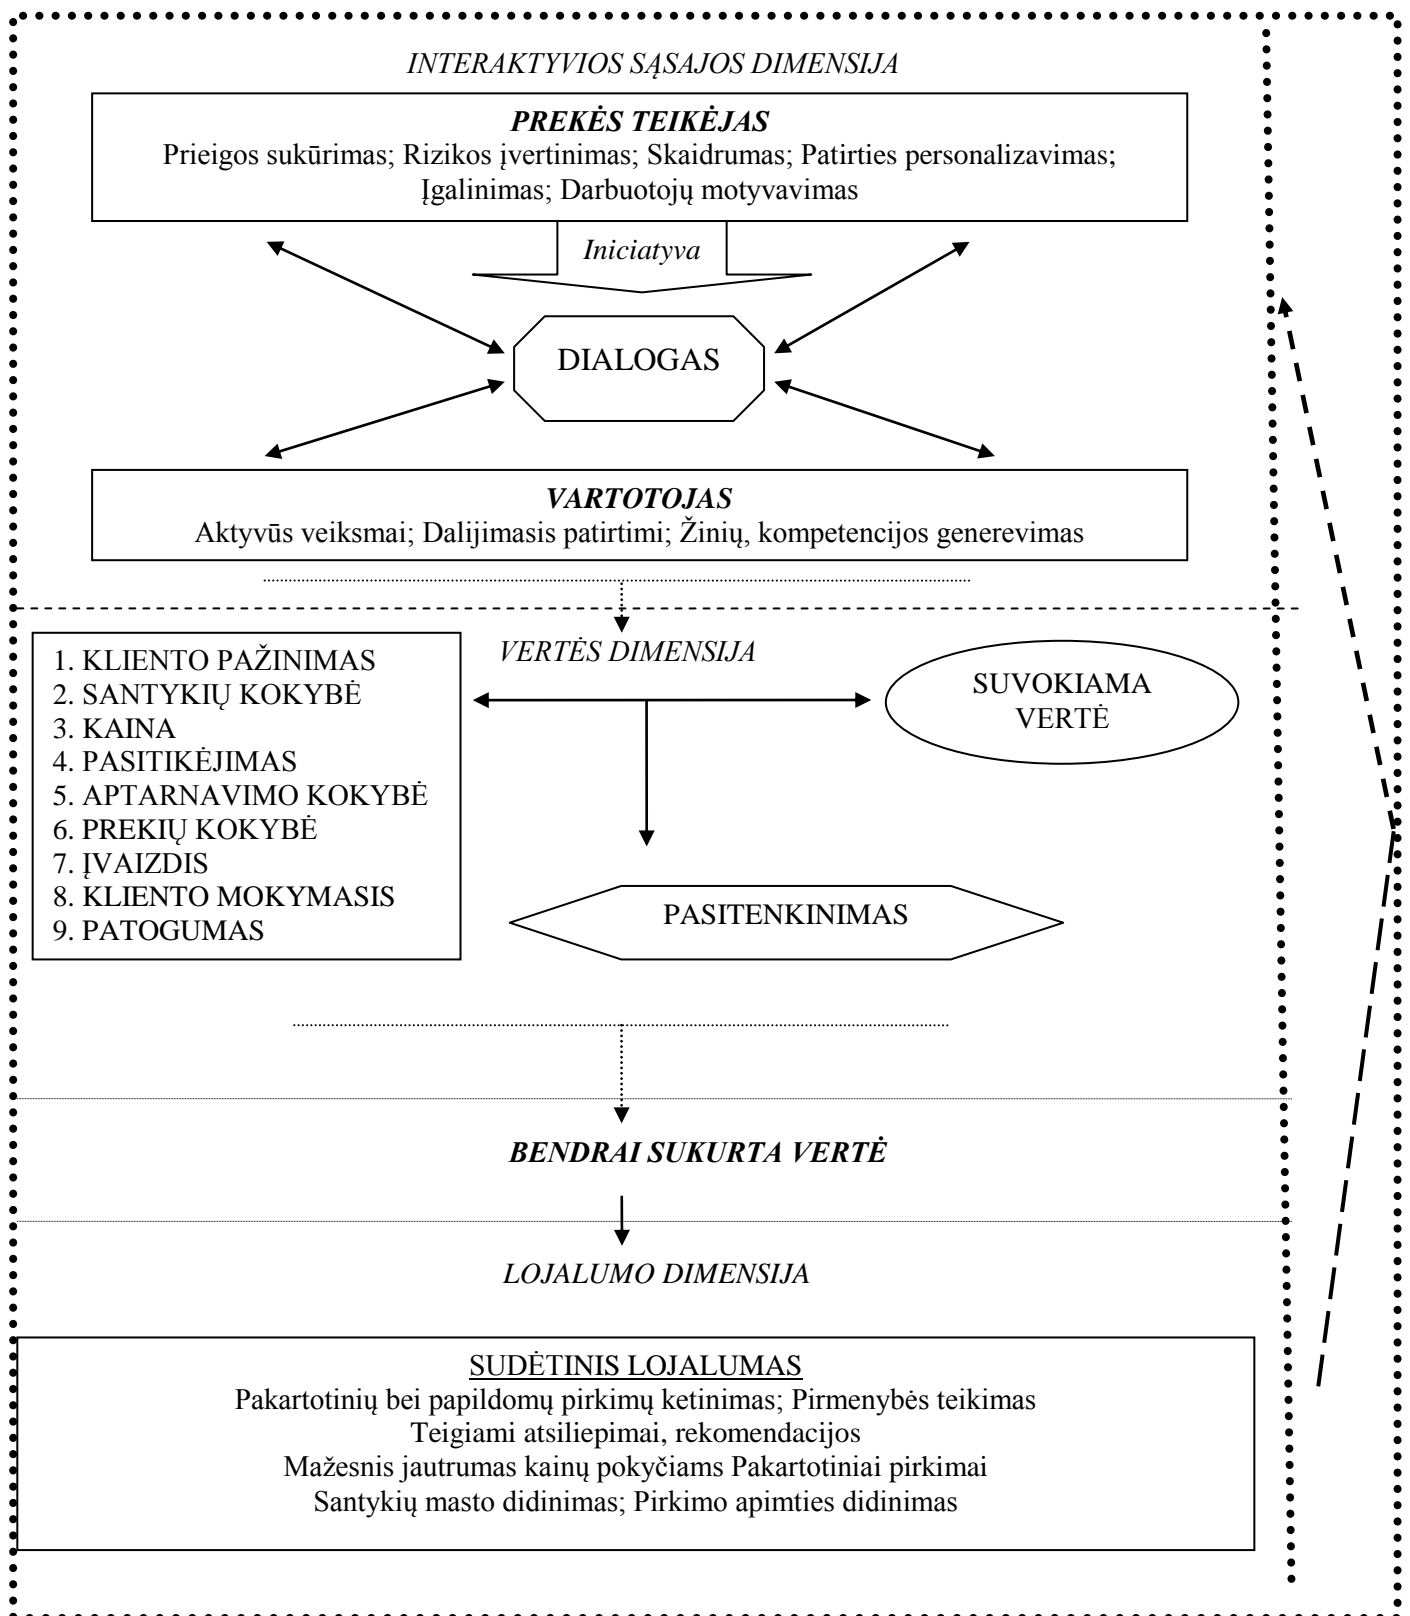 INTERAKTYVIOS SĄSAJOS DIMENSIJA
PREKĖS TEIKĖJAS
Prieigos sukūrimas; Rizikos įvertinimas; Skaidrumas; Patirties personalizavimas;
Įgalinimas; Darbuotojų motyvavimas
Iniciatyva
DIALOGAS
VARTOTOJAS
Aktyvūs veiksmai; Dalijimasis patirtimi; Žinių, kompetencijos generevimas
VERTĖS DIMENSIJA
1. KLIENTO PAŽINIMAS
2. SANTYKIŲ KOKYBĖ
3. KAINA
4. PASITIKĖJIMAS
5. APTARNAVIMO KOKYBĖ
6. PREKIŲ KOKYBĖ
7. ĮVAIZDIS
8. KLIENTO MOKYMASIS
9. PATOGUMAS
SUVOKIAMA
VERTĖ
PASITENKINIMAS
BENDRAI SUKURTA VERTĖ
LOJALUMO DIMENSIJA
SUDĖTINIS LOJALUMAS
Pakartotinių bei papildomų pirkimų ketinimas; Pirmenybės teikimas
Teigiami atsiliepimai, rekomendacijos
Mažesnis jautrumas kainų pokyčiams Pakartotiniai pirkimai
Santykių masto didinimas; Pirkimo apimties didinimas